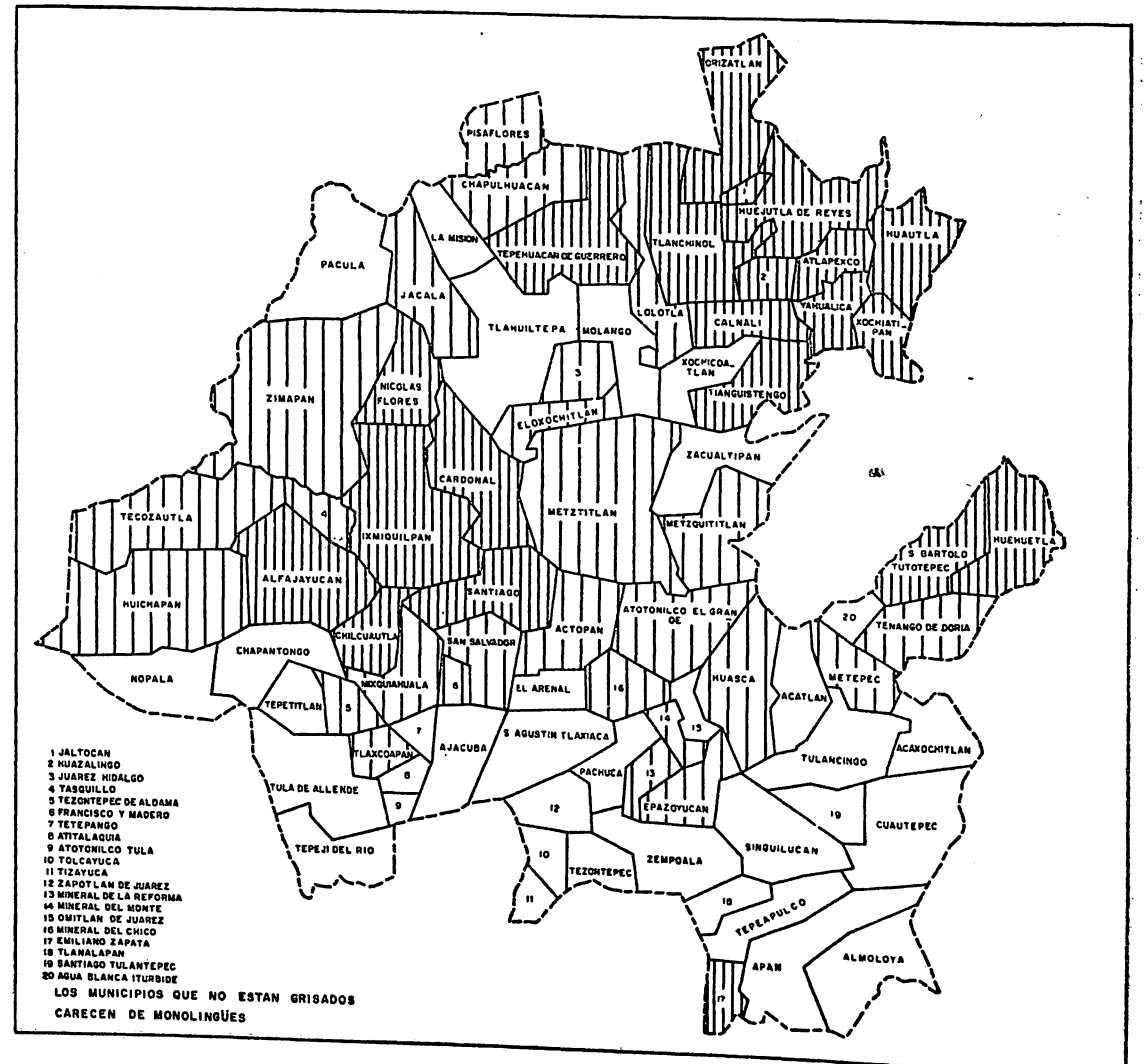 ORIZATLAN
PISAFLORES
CHAPULHUACAN
HUEJUTLA DE REYES
LA MISION
HUAUTLA
TLANCHINOL
TEPEHUACAN DE GUERRERO
ATLAPEXCO
PACULA
2
JACALA
YAHUALICA
LOLOTLA
CALNALI
XOCHIATI-
PAN
TLAHUILTEPA
MOLANGO
XOCHICOA-
TLAN
3
NICOLAS
FLORES
TIANGUISTENGO
ZIMAPAN
ELOXOCHITLAN
ZACUALTIPAN
CARDONAL
METZTITLAN
TECOZAUTLA
4
METZQUITITLAN
IXMIQUILPAN
HUEHUETLA
S BARTOLO
TUTOTEPEC
ALFAJAYUCAN
SANTIAGO
HUICHAPAN
ATOTONILCO EL GRAN
DE
20
TENANGO DE DORIA
ACTOPAN
CHILCUAUTLA
SAN SALVADOR
CHAPANTONGO
NOPALA
METEPEC
HUASCA
MIXQUIAHUALA
6
EL ARENAL
16
ACATLAN
TEPETITLAN
5
14
15
7
S AGUSTIN TLAXIACA
AJACUBA
ACAXOCHITLAN
TLAXCOAPAN
TULANCINGO
8
PACHUCA
13
TULA DE ALLENDE
9
12
EPAZOYUCAN
19
CUAUTEPEC
TEPEJI DEL RIO
SINGUILUCAN
10
ZEMPOALA
TEZONTEPEC
11
18
TEPEAPULCO
APAN
ALMOLOYA
17
1 JALTOCAN
2 HUAZALINGO
3 JUAREZ HIDALGO
4 TASQUILLO
5 TEZONTEPEC DE ALDAMA
6 FRANCISCO Y MADERO
7 TETEPANGO
8 ATITALAQUIA
9 ATOTONILCO TULA
10 TOLCAYUCA
11 TIZAYUCA
12 ZAPOTLAN DE JUAREZ
13 MINERAL DE LA REFORMA
14 MINERAL DEL MONTE
15 OMITLAN DE JUAREZ
16 MINERAL DEL CHICO
17 EMILIANO ZAPATA
18 TLANALAPAN
19 SANTIAGO TULANTEPEC
20 AGUA BLANCA ITURBIDE
LOS MUNICIPIOS QUE NO ESTAN GRISADOS
CARECEN DE MONOLINGÜES